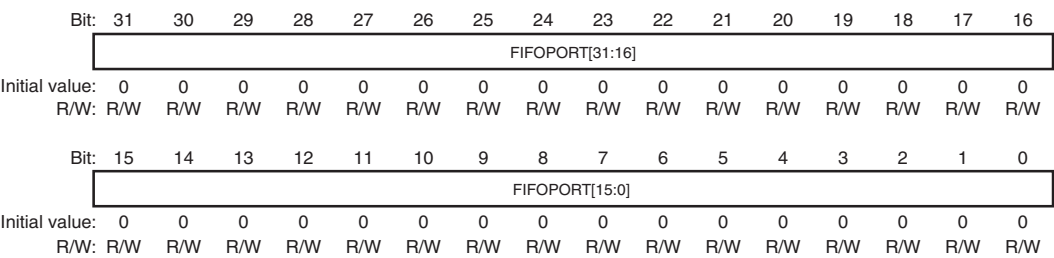 Bit: 31 30 29 28 27 26 25 24 23 22 21 20 19 18 17 16
FIFOPORT[31:16]
Initial value: 0 0 0 0 0 0 0 0 0 0 0 0 0 0 0 0
R/W: R/W R/W R/W R/W R/W R/W R/W R/W R/W R/W R/W R/W R/W R/W R/W R/W
Bit: 15 14 13 12 11 10 9 8 7 6 5 4 3 2 1 0
FIFOPORT[15:0]
Initial value: 0 0 0 0 0 0 0 0 0 0 0 0 0 0 0 0
R/W: R/W R/W R/W R/W R/W R/W R/W R/W R/W R/W R/W R/W R/W R/W R/W R/W